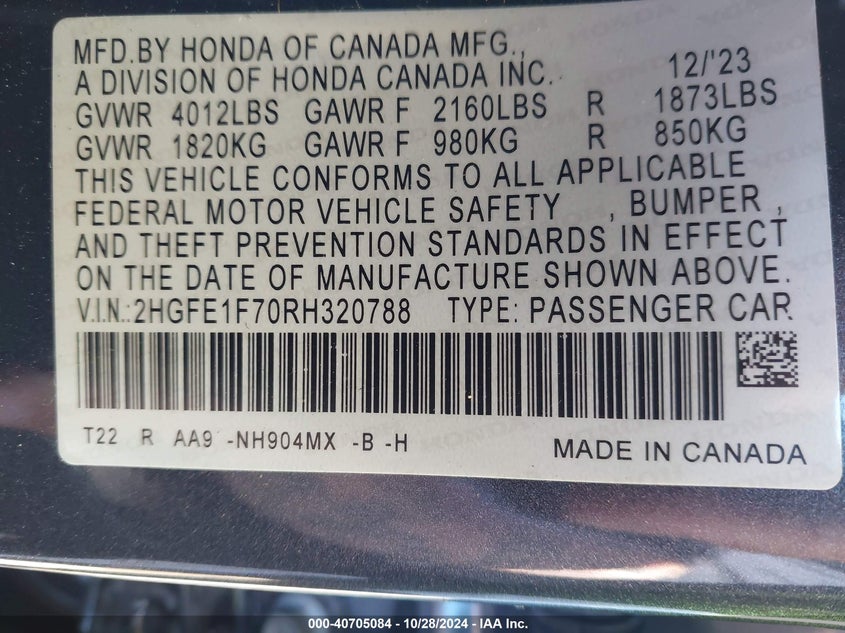 MFD.BY HONDA OF CANADA MFG.,
A DIVISION OF HONDA CANADA INC. 12/'23
GVWR 4012LBS GAWR F 2160LBS R 1873LBS
GVWR 1820KG GAWR F 980KG R 850KG
THIS VEHICLE CONFORMS TO ALL APPLICABLE
FEDERAL MOTOR VEHICLE SAFETY , BUMPER ,
AND THEFT PREVENTION STANDARDS IN EFFECT
ON THE DATE OF MANUFACTURE SHOWN ABOVE.
V.I.N.:2HGFE1F70RH320788 TYPE: PASSENGER CAR
T22 R AA9 -NH904MX -B -H MADE IN CANADA
000-40705084 - 10/28/2024 - IAA Inc.